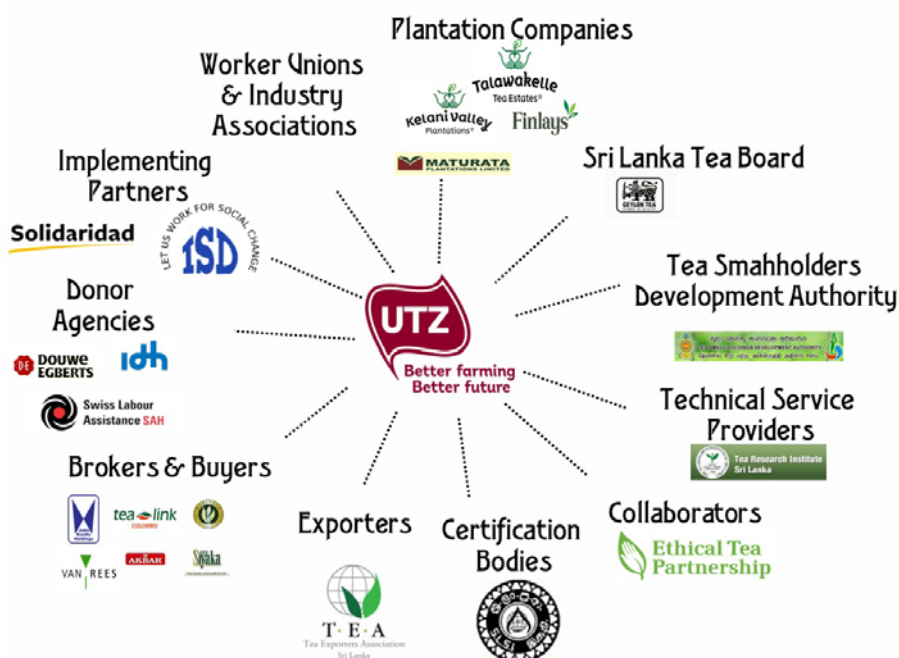 Plantation Companies
Talawakelle
Tea Estates®
Kelani Valley
Plantations®
Finlays
MATURATA
PLANTATIONS LIMITED
Worker Unions
& Industry
Associations
Sri Lanka Tea Board
CEYLON TEA
Implementing
Partners
Solidaridad
LET US WORK FOR SOCIAL CHANGE
ISD
Tea Smahholders
Development Authority
Donor
Agencies
DE DOUWE
EGBERTS
idh
Swiss Labour
Assistance SAH
UTZ
Better farming
Better future
Technical Service
Providers
Tea Research Institute
Sri Lanka
Brokers & Buyers
tea link
COLOMBO
VAN REES
AKBAR
Siyaka
Exporters
T·E·A
Tea Exporters Association
Sri Lanka
Certification
Bodies
SLSI
Collaborators
Ethical Tea
Partnership